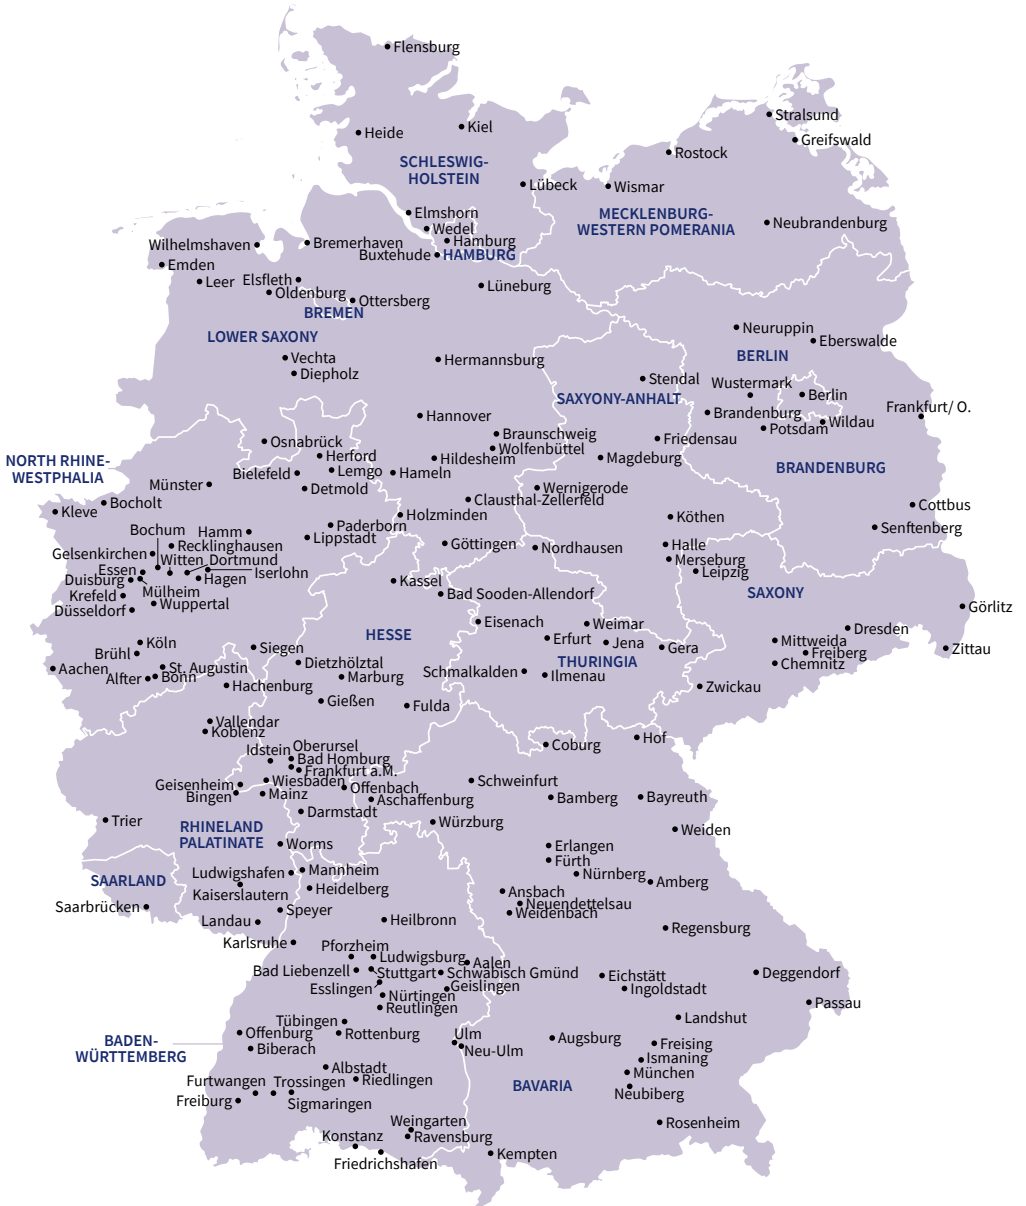 Flensburg
Stralsund
Kiel
Heide
Greifswald
Rostock
SCHLESWIG-
HOLSTEIN
Lübeck
Wismar
Elmshorn
MECKLENBURG-
WESTERN POMERANIA
Neubrandenburg
Wedel
Hamburg
Wilhelmshaven
Bremerhaven
Buxtehude
HAMBURG
Emden
Leer
Elsfleth
Lüneburg
Oldenburg
Ottersberg
BREMEN
LOWER SAXONY
Neuruppin
Eberswalde
BERLIN
Vechta
Hermannsburg
Diepholz
Stendal
Wustermark
SAXYONY-ANHALT
Berlin
Frankfurt/ O.
Hannover
Brandenburg
Wildau
Potsdam
Braunschweig
Osnabrück
Friedensau
Wolfenbüttel
Herford
Hildesheim
Magdeburg
NORTH RHINE-
WESTPHALIA
BRANDENBURG
Bielefeld
Lemgo
Hameln
Münster
Detmold
Wernigerode
Clausthal-Zellerfeld
Bocholt
Kleve
Cottbus
Holzminden
Köthen
Paderborn
Senftenberg
Bochum
Hamm
Lippstadt
Recklinghausen
Göttingen
Nordhausen
Halle
Gelsenkirchen
Witten
Dortmund
Merseburg
Essen
Iserlohn
Leipzig
Duisburg
Hagen
Kassel
Mülheim
Krefeld
Bad Sooden-Allendorf
SAXONY
Düsseldorf
Wuppertal
Görlitz
Eisenach
Weimar
Dresden
HESSE
Erfurt
Jena
Mittweida
Köln
Siegen
Gera
Freiberg
Zittau
Brühl
Dietzhölztal
THURINGIA
Chemnitz
Aachen
St. Augustin
Alfter
Bonn
Marburg
Schmalkalden
Ilmenau
Hachenburg
Zwickau
Gießen
Fulda
Vallendar
Koblenz
Hof
Idstein
Oberursel
Coburg
Bad Homburg
Frankfurt a.M.
Geisenheim
Wiesbaden
Offenbach
Schweinfurt
Bingen
Mainz
Aschaffenburg
Bamberg
Bayreuth
Darmstadt
Trier
Würzburg
RHINELAND
PALATINATE
Weiden
Worms
Erlangen
Fürth
Ludwigshafen
Mannheim
Nürnberg
SAARLAND
Amberg
Kaiserslautern
Heidelberg
Ansbach
Saarbrücken
Speyer
Neuendettelsau
Weidenbach
Landau
Heilbronn
Regensburg
Karlsruhe
Pforzheim
Ludwigsburg
Aalen
Bad Liebenzell
Stuttgart
Schwäbisch Gmünd
Eichstätt
Deggendorf
Esslingen
Geislingen
Ingolstadt
Nürtingen
Passau
Reutlingen
Tübingen
Landshut
Offenburg
Rottenburg
Ulm
Augsburg
BADEN-
WÜRTTEMBERG
Biberach
Neu-Ulm
Freising
Ismaning
Albstadt
München
Furtwangen
Trossingen
Riedlingen
BAVARIA
Neubiberg
Freiburg
Sigmaringen
Weingarten
Rosenheim
Konstanz
Ravensburg
Kempten
Friedrichshafen